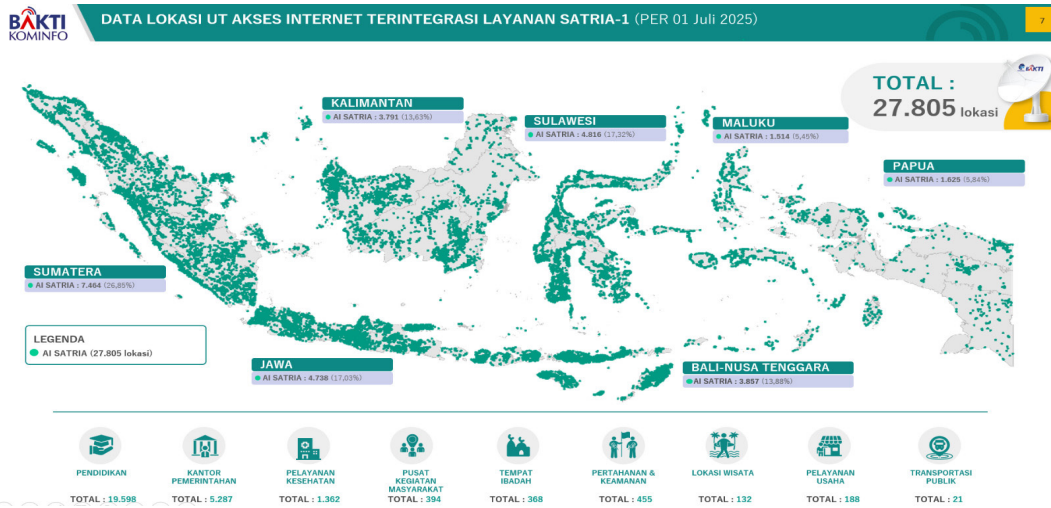 BAKTI
KOMINFO
DATA LOKASI UT AKSES INTERNET TERINTEGRASI LAYANAN SATRIA-1 (PER 01 Juli 2025)
7
TOTAL :
27.805 lokasi
BAKTI
KALIMANTAN
AI SATRIA : 3.791 (13,63%)
SULAWESI
AI SATRIA : 4.816 (17,32%)
MALUKU
AI SATRIA : 1.514 (5,45%)
PAPUA
AI SATRIA : 1.625 (5,84%)
SUMATERA
AI SATRIA : 7.464 (26,85%)
LEGENDA
AI SATRIA (27.805 lokasi)
JAWA
AI SATRIA : 4.738 (17,03%)
BALI-NUSA TENGGARA
AI SATRIA : 3.857 (13,88%)
PENDIDIKAN
TOTAL : 19.598
KANTOR
PEMERINTAHAN
TOTAL : 5.287
PELAYANAN
KESEHATAN
TOTAL : 1.362
PUSAT
KEGIATAN
MASYARAKAT
TOTAL : 394
TEMPAT
IBADAH
TOTAL : 368
PERTAHANAN &
KEAMANAN
TOTAL : 455
LOKASI WISATA
TOTAL : 132
PELAYANAN
USAHA
TOTAL : 188
TRANSPORTASI
PUBLIK
TOTAL : 21